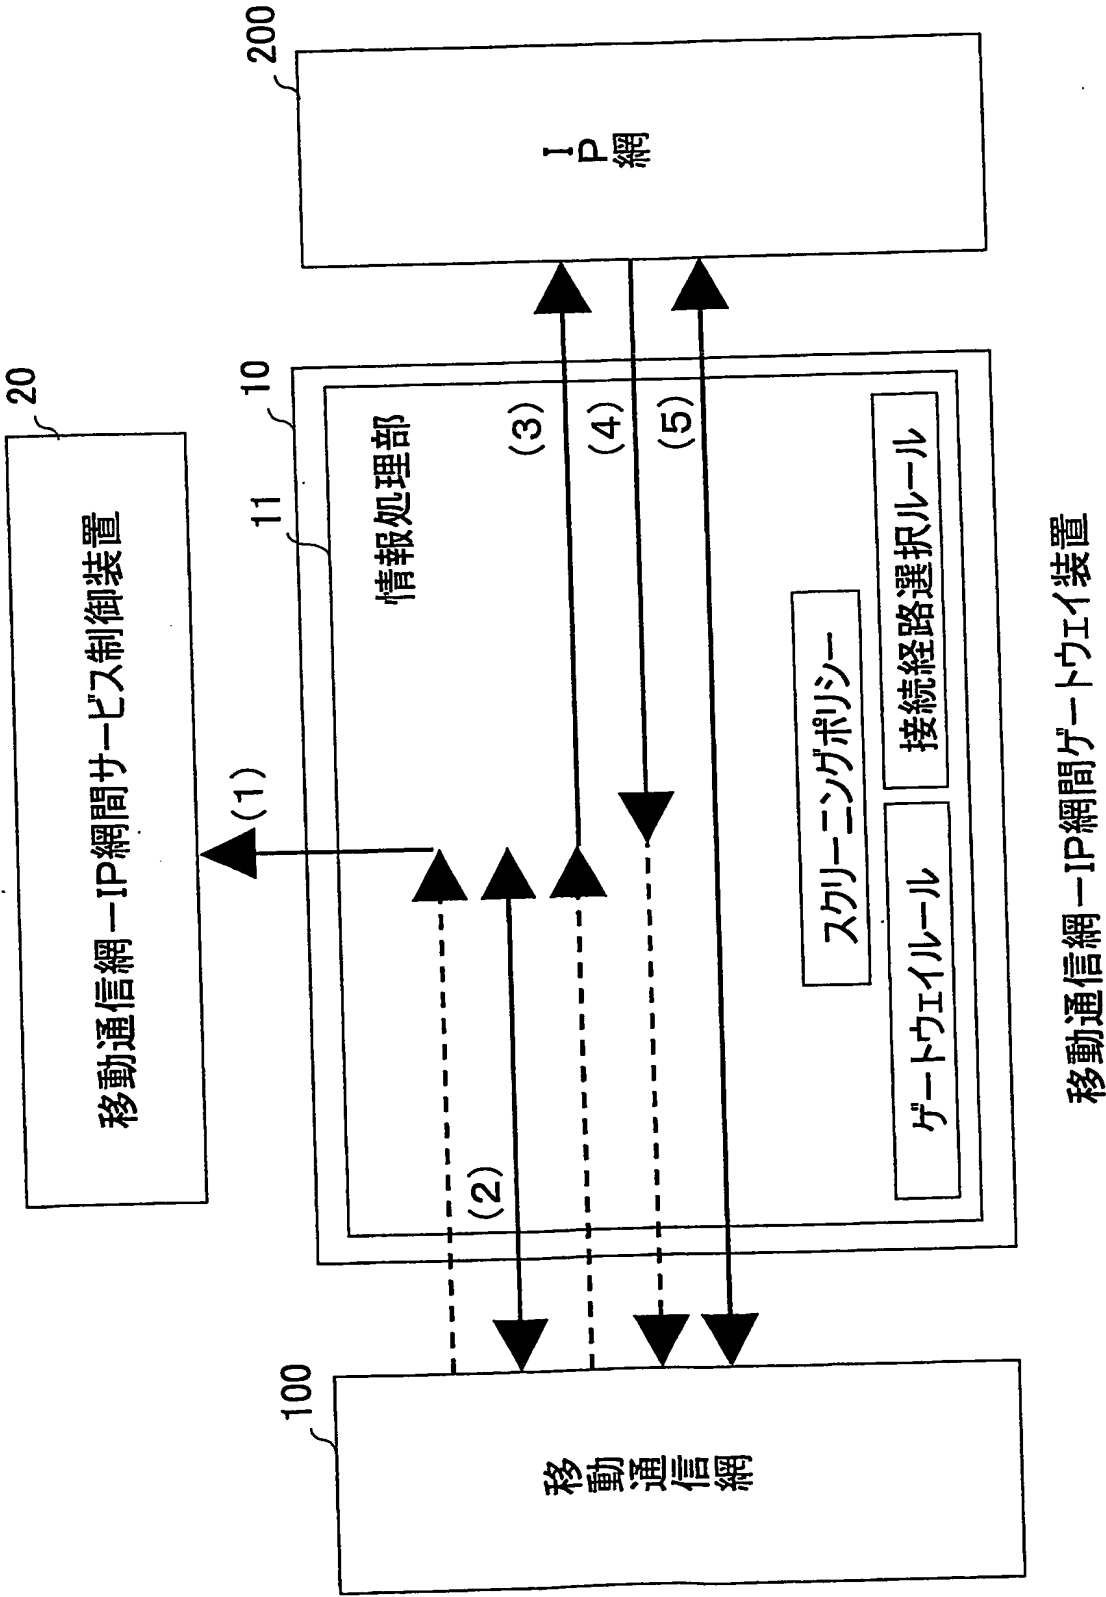 20
移動通信網－IP網間サービス制御装置
(1)
10
11
情報処理部
100
移動通信網
200
IP網
(2)
(3)
(4)
(5)
スクリーニングポリシー
ゲートウェイルール
接続経路選択ルール
移動通信網－IP網間ゲートウェイ装置